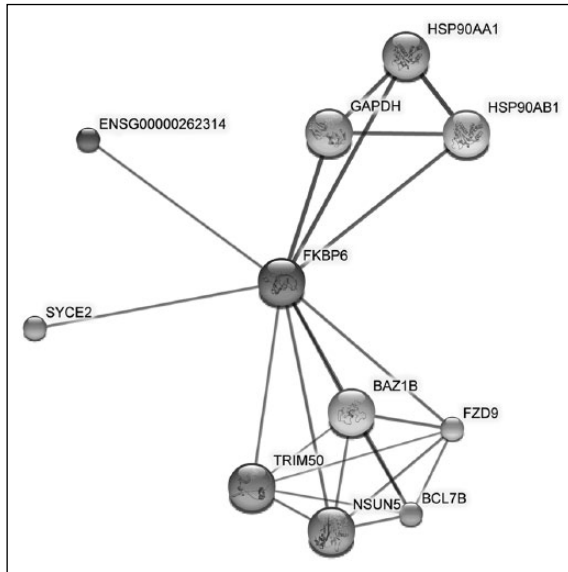 HSP90AA1
GAPDH
HSP90AB1
ENSG00000262314
FKBP6
SYCE2
BAZ1B
FZD9
TRIM50
NSUN5
BCL7B